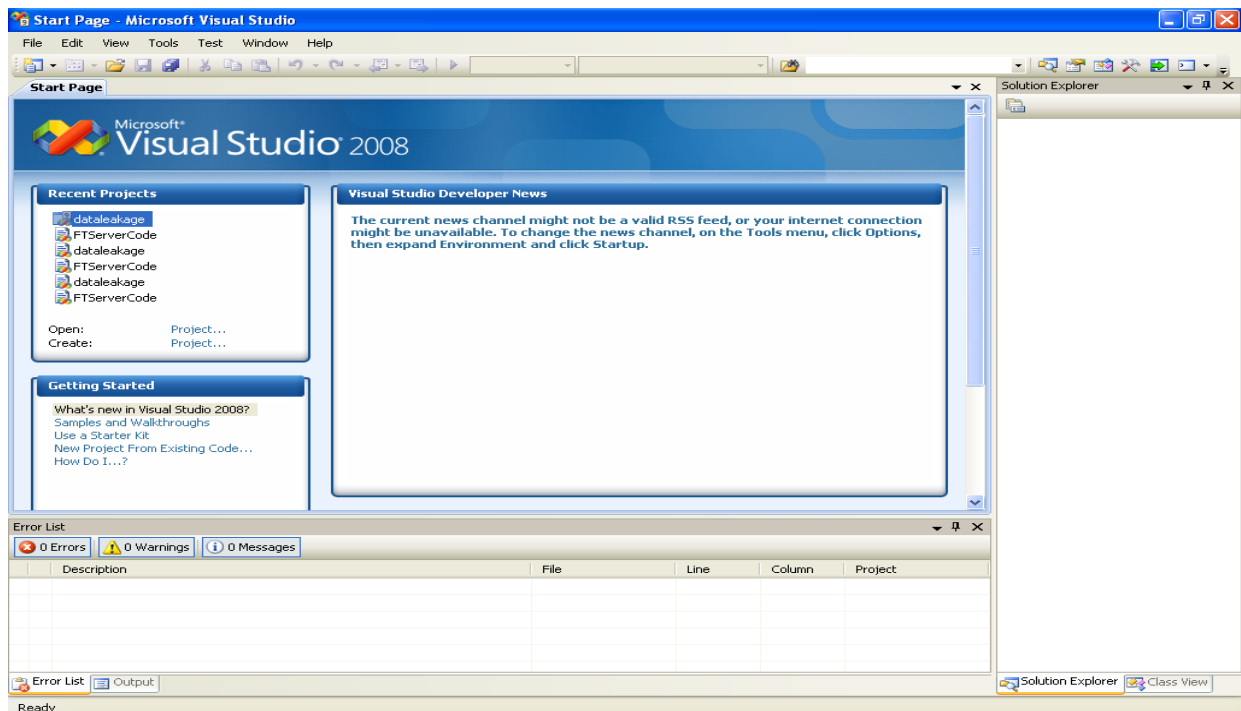 Start Page - Microsoft Visual Studio
File Edit View Tools Test Window Help
Start Page
Solution Explorer
Microsoft®
Visual Studio® 2008
Recent Projects
dataleakage
FTServerCode
dataleakage
FTServerCode
dataleakage
FTServerCode
Open: Project...
Create: Project...
Getting Started
What's new in Visual Studio 2008?
Samples and Walkthroughs
Use a Starter Kit
New Project From Existing Code...
How Do I...?
Visual Studio Developer News
The current news channel might not be a valid RSS feed, or your internet connection
might be unavailable. To change the news channel, on the Tools menu, click Options,
then expand Environment and click Startup.
Error List
0 Errors 0 Warnings 0 Messages
Description File Line Column Project
Error List Output
Solution Explorer Class View
Ready